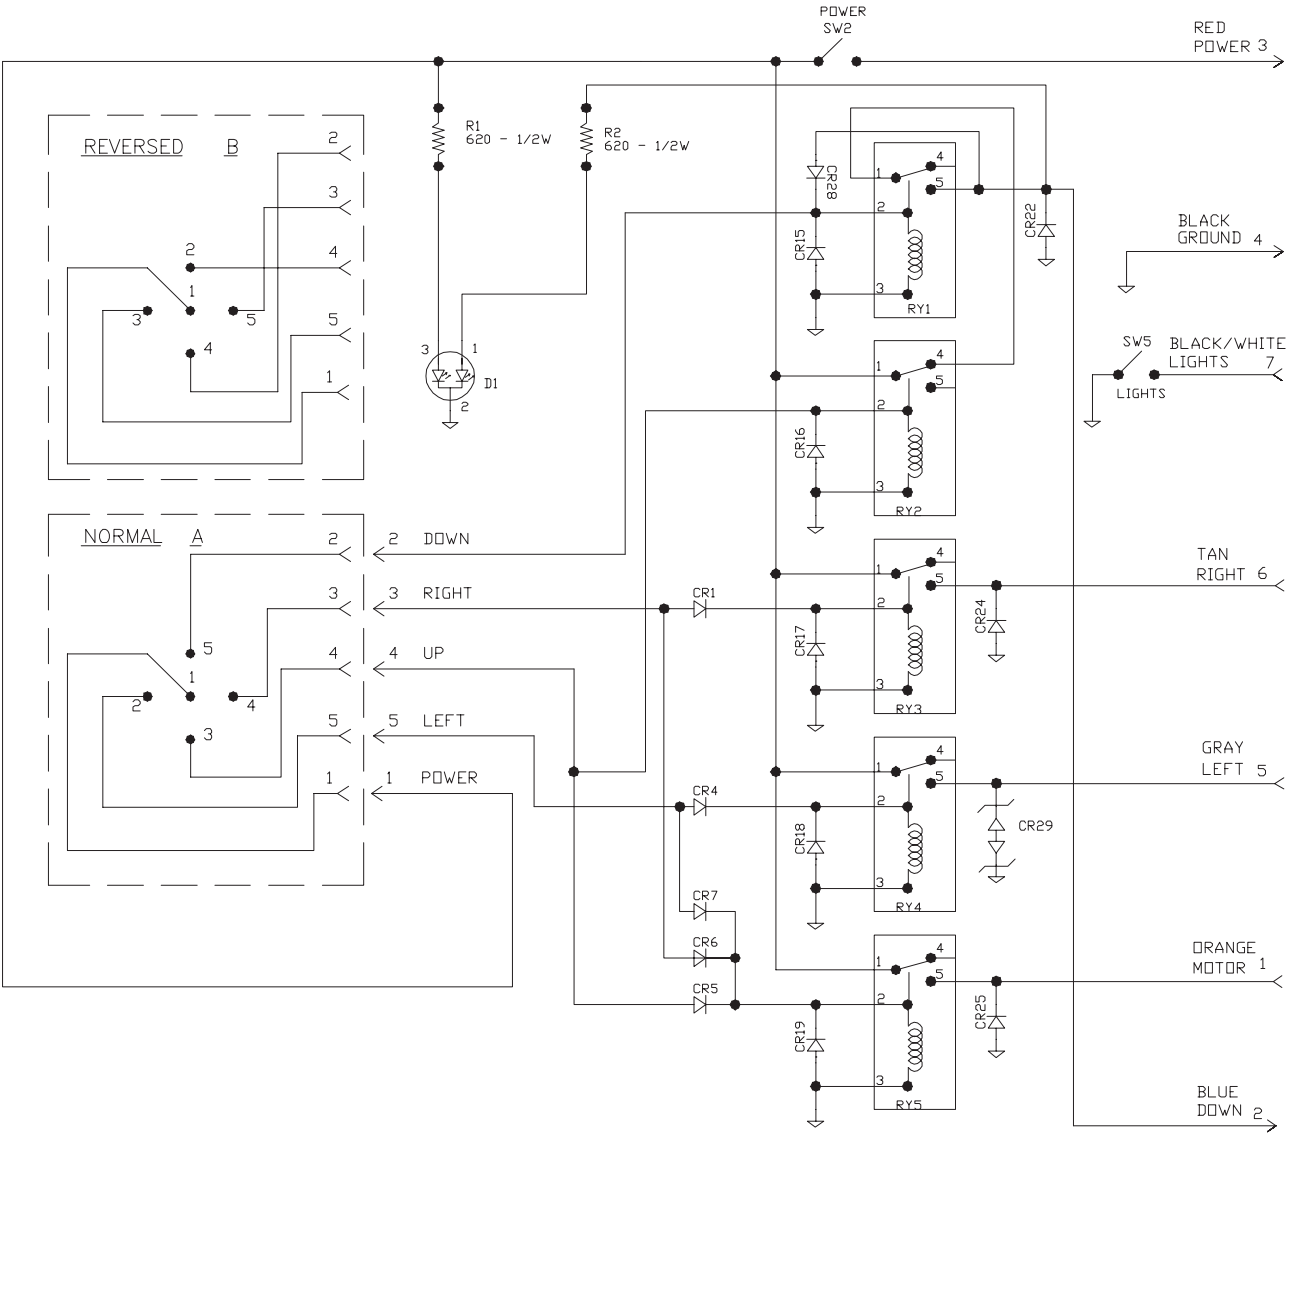 POWER
SW2
RED
POWER 3
R1
620 - 1/2W
R2
620 - 1/2W
REVERSED B
2
3
4
5
1
2
1
3
5
4
CR28
1
4
5
2
CR15
3
RY1
CR22
BLACK
GROUND 4
SW5
BLACK/WHITE
LIGHTS 7
LIGHTS
3
1
D1
2
1
4
5
2
CR16
3
RY2
NORMAL A
2
2 DOWN
3
3 RIGHT
4
4 UP
5
5 LEFT
1
1 POWER
5
1
2
4
3
CR1
1
4
5
2
CR17
3
RY3
CR24
TAN
RIGHT 6
CR4
1
4
5
2
CR18
3
RY4
CR29
GRAY
LEFT 5
CR7
CR6
CR5
1
4
5
2
CR19
3
RY5
CR25
ORANGE
MOTOR 1
BLUE
DOWN 2